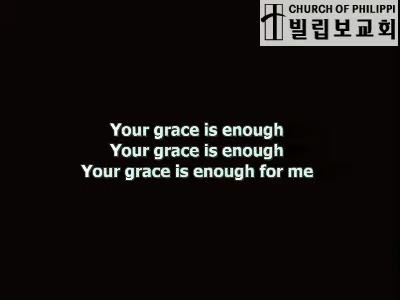 CHURCH OF PHILIPPI
빌립보교회
Your grace is enough
Your grace is enough
Your grace is enough for me